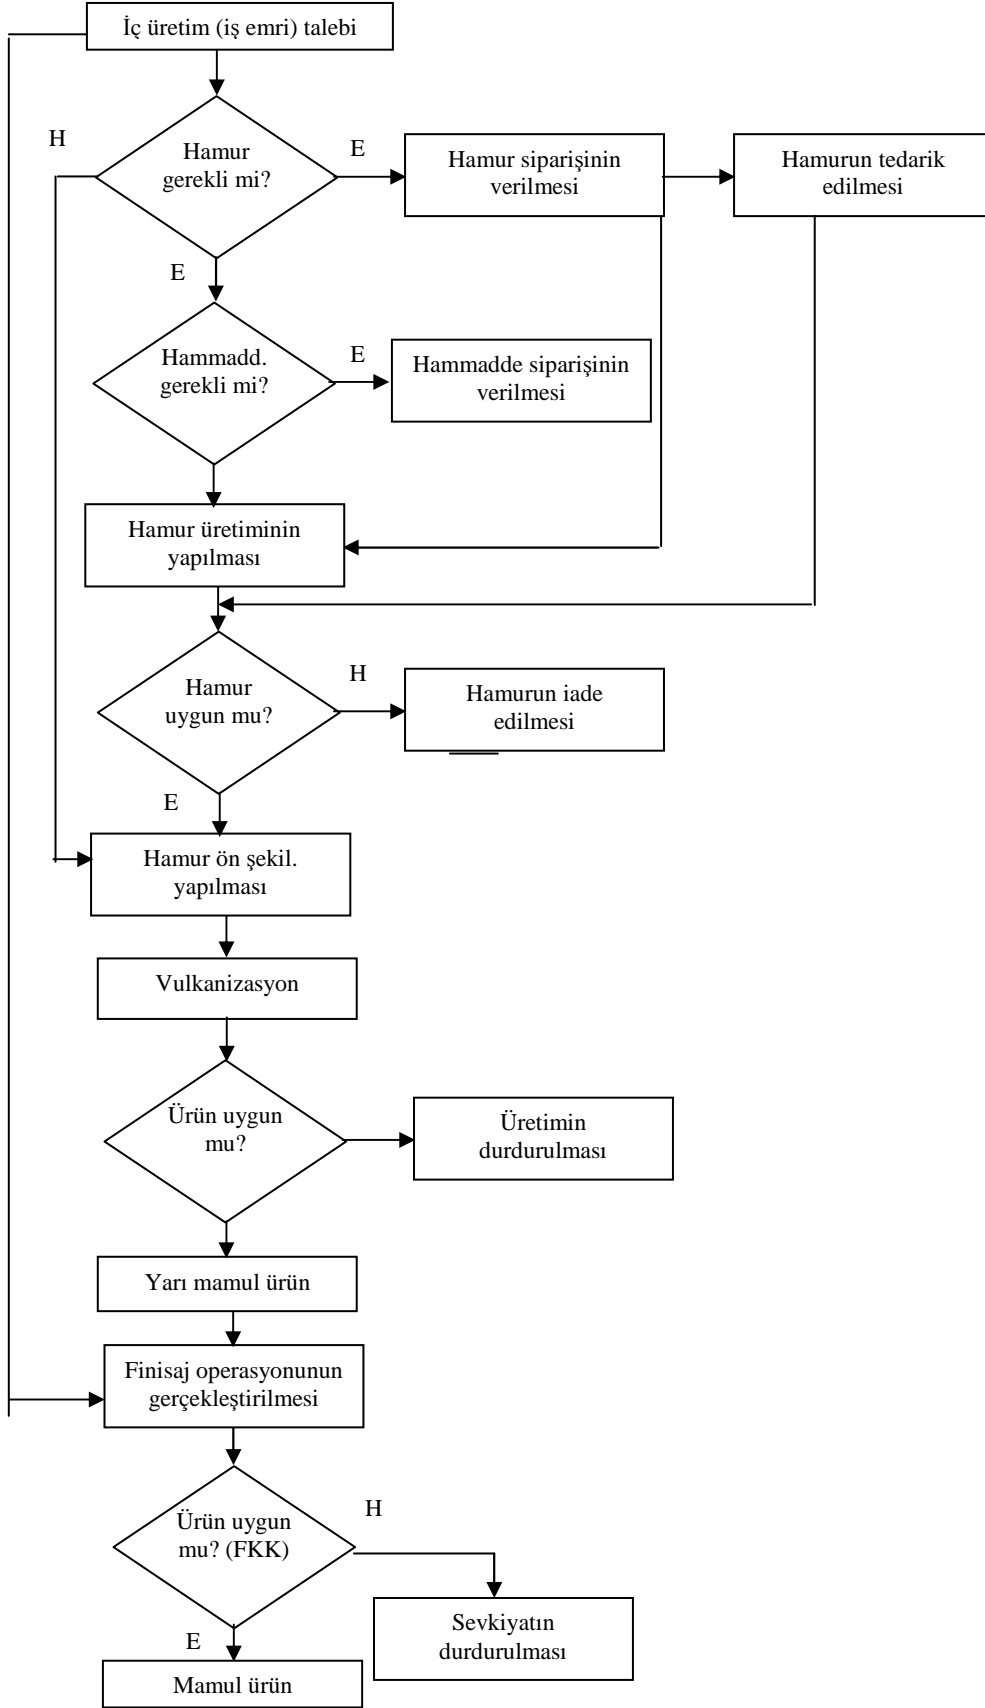 İç üretim (iş emri) talebi
H
Hamur
gerekli mi?
E
Hamur siparişinin
verilmesi
Hamurun tedarik
edilmesi
E
Hammadd.
gerekli mi?
E
Hammadde siparişinin
verilmesi
Hamur üretiminin
yapılması
Hamur
uygun mu?
H
Hamurun iade
edilmesi
E
Hamur ön şekil.
yapılması
Vulkanizasyon
Ürün uygun
mu?
Üretimin
durdurulması
Yarı mamul ürün
Finisaj operasyonunun
gerçekleştirilmesi
Ürün uygun
mu? (FKK)
H
Sevkiyatın
durdurulması
E
Mamul ürün